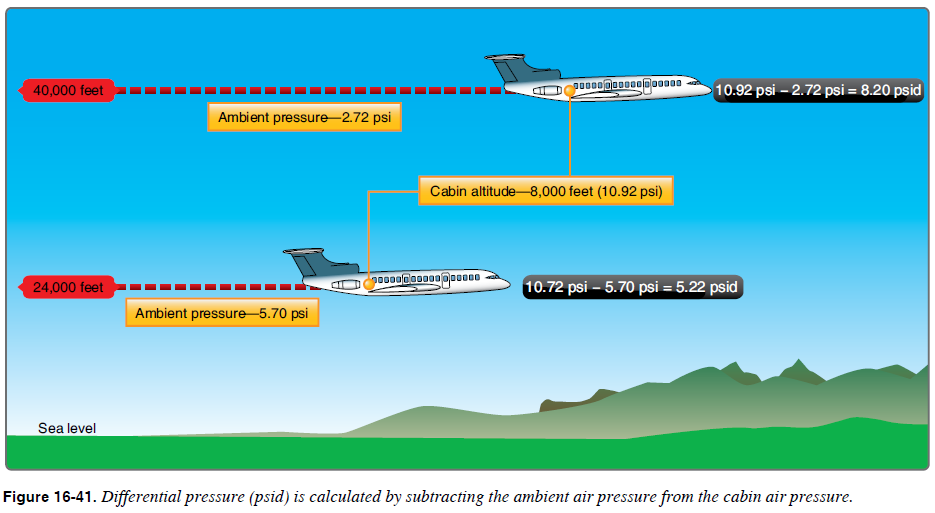 40,000 feet
10.92 psi – 2.72 psi = 8.20 psid
Ambient pressure—2.72 psi
Cabin altitude—8,000 feet (10.92 psi)
24,000 feet
10.72 psi – 5.70 psi = 5.22 psid
Ambient pressure—5.70 psi
Sea level
Figure 16-41. Differential pressure (psid) is calculated by subtracting the ambient air pressure from the cabin air pressure.